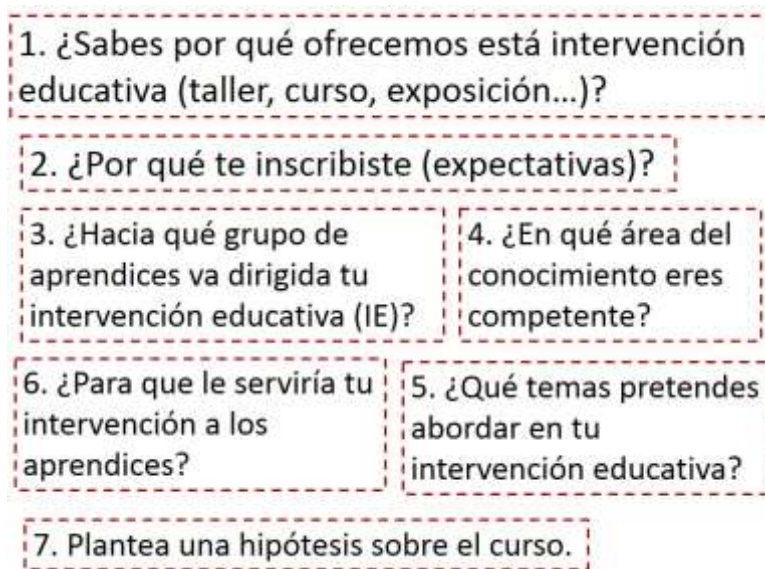 1. ¿Sabes por qué ofrecemos está intervención
educativa (taller, curso, exposición...)?
2. ¿Por qué te inscribiste (expectativas)?
3. ¿Hacia qué grupo de
aprendices va dirigida tu
intervención educativa (IE)?
4. ¿En qué área del
conocimiento eres
competente?
6. ¿Para que le serviría tu
intervención a los
aprendices?
5. ¿Qué temas pretendes
abordar en tu
intervención educativa?
7. Plantea una hipótesis sobre el curso.